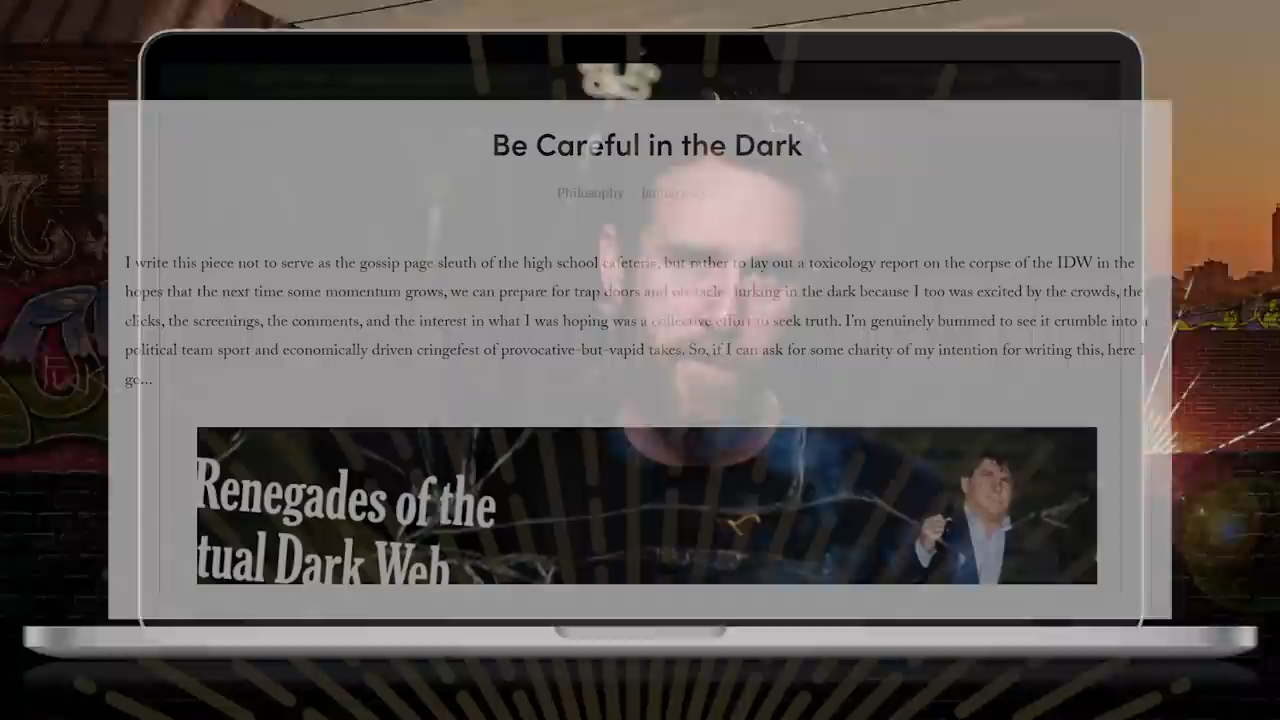 Be Careful in the Dark
Philosophy
I write this piece not to serve as the gossip page sleuth of the high school cafeteria, but rather to lay out a toxicology report on the corpse of the IDW in the
hopes that the next time some momentum grows, we can prepare for trap doors and obstacles lurking in the dark because I too was excited by the crowds, the
clicks, the screenings, the comments, and the interest in what I was hoping was a collective effort to seek truth. I'm genuinely bummed to see it crumble into a
political team sport and economically driven cringefest of provocative-but-vapid takes. So, if I can ask for some charity of my intention for writing this, here I
go...
Renegades of the
tual Dark Web